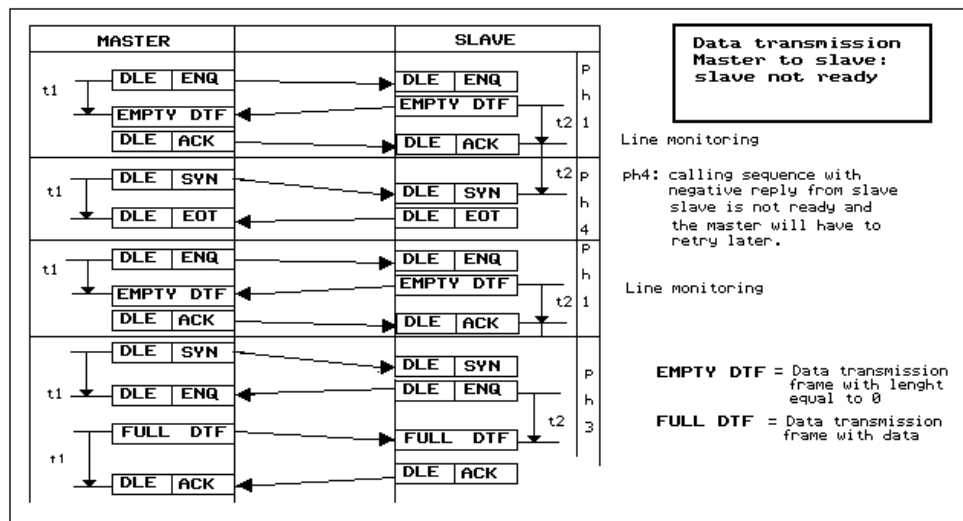 MASTER
SLAVE
Data transmission
Master to slave:
slave not ready
t1
DLE ENQ
DLE ENQ
EMPTY DTF
EMPTY DTF
DLE ACK
DLE ACK
t2
Ph1
Line monitoring
t1
DLE SYN
DLE SYN
t2
DLE EOT
DLE EOT
Ph4
ph4: calling sequence with
negative reply from slave
slave is not ready and
the master will have to
retry later.
t1
DLE ENQ
DLE ENQ
EMPTY DTF
EMPTY DTF
DLE ACK
DLE ACK
t2
Ph1
Line monitoring
t1
DLE SYN
DLE SYN
DLE ENQ
DLE ENQ
t2
Ph3
FULL DTF
FULL DTF
t1
DLE ACK
DLE ACK
EMPTY DTF = Data transmission
frame with lenght
equal to 0
FULL DTF = Data transmission
frame with data